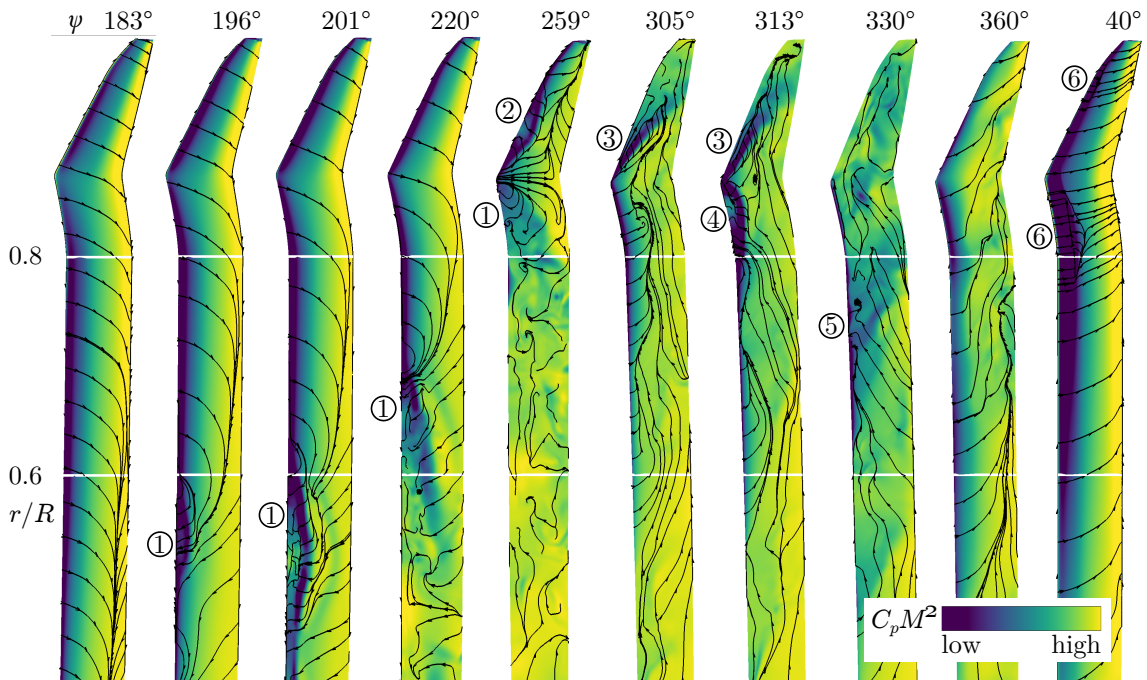 ψ 183° 196° 201° 220° 259° 305° 313° 330° 360° 40°
⑥
② ③ ③
① ④ ⑥
0.8
⑤
①
0.6
r/R ① ①
C_pM²
low high